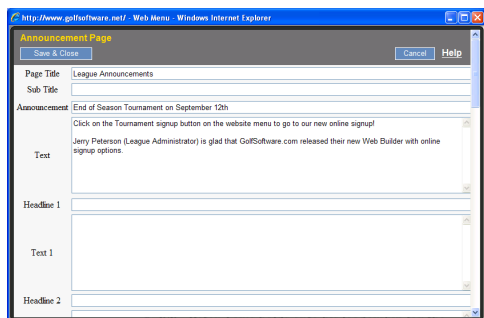 http://www.golfsoftware.net/ - Web Menu - Windows Internet Explorer
Announcement Page
Save & Close
Cancel Help
Page Title League Announcements
Sub Title
Announcement End of Season Tournament on September 12th
Click on the Tournament signup button on the website menu to go to our new online signup!
Jerry Peterson (League Administrator) is glad that GolfSoftware.com released their new Web Builder with online
signup options.
Text
Headline 1
Text 1
Headline 2